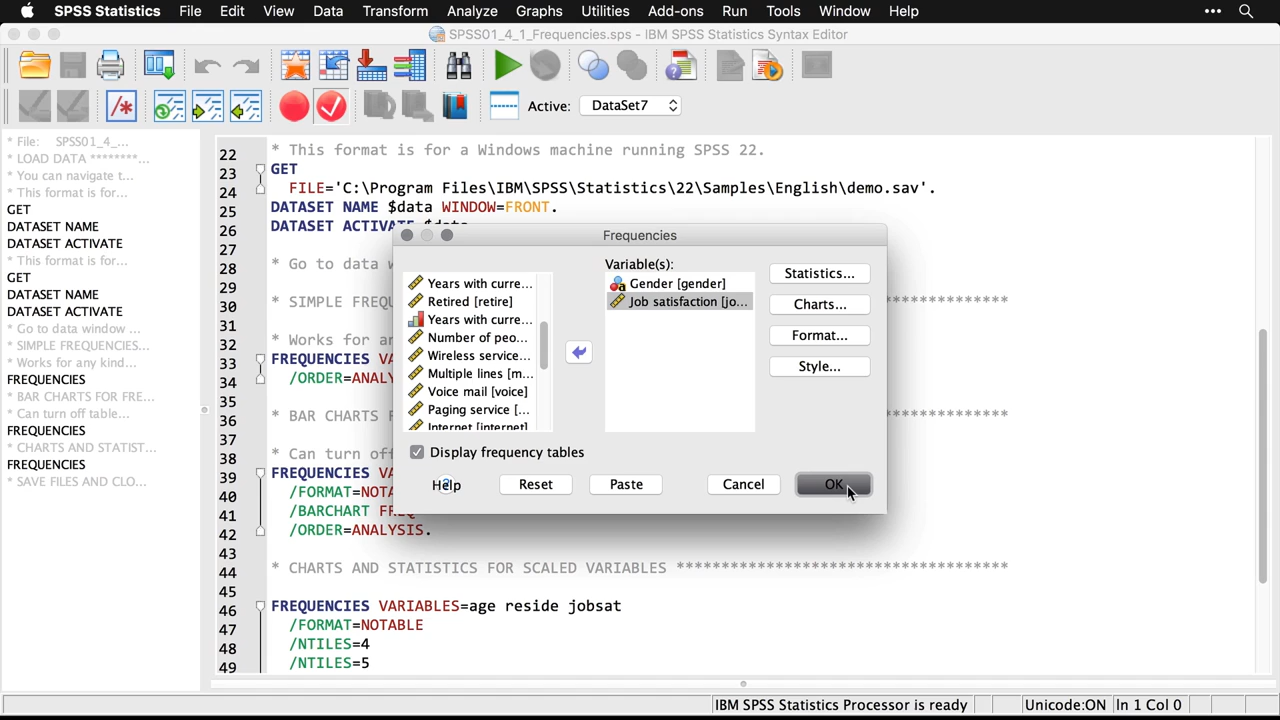 SPSS Statistics File Edit View Data Transform Analyze Graphs Utilities Add-ons Run Tools Window Help
SPSS01_4_1_Frequencies.sps - IBM SPSS Statistics Syntax Editor
Active: DataSet7
* File: SPSS01_4_...
* LOAD DATA ********...
* You can navigate t...
* This format is for...
GET
DATASET NAME
DATASET ACTIVATE
* This format is for...
GET
DATASET NAME
DATASET ACTIVATE
* Go to data window ...
* SIMPLE FREQUENCIES...
* Works for any kind...
FREQUENCIES
* BAR CHARTS FOR FRE...
* Can turn off table...
FREQUENCIES
* CHARTS AND STATIST...
FREQUENCIES
* SAVE FILES AND CLO...
22 * This format is for a Windows machine running SPSS 22.
23 GET
24 FILE='C:\Program Files\IBM\SPSS\Statistics\22\Samples\English\demo.sav'.
25 DATASET NAME $data WINDOW=FRONT.
26 DATASET ACTIVATE $data
27
28 * Go to data w
29
30 * SIMPLE FREQU **************
31
32 * Works for an
33 FREQUENCIES VA
34 /ORDER=ANALY
35
36 * BAR CHARTS F **************
37
38 * Can turn off
39 FREQUENCIES VA
40 /FORMAT=NOTA
41 /BARCHART FREQ
42 /ORDER=ANALYSIS.
43
44 * CHARTS AND STATISTICS FOR SCALED VARIABLES *************************************
45
46 FREQUENCIES VARIABLES=age reside jobsat
47 /FORMAT=NOTABLE
48 /NTILES=4
49 /NTILES=5
Frequencies
Years with curre...
Retired [retire]
Years with curre...
Number of peo...
Wireless service...
Multiple lines [m...
Voice mail [voice]
Paging service [...
Internet [internet]
Variable(s):
Gender [gender]
Job satisfaction [jo...
Statistics...
Charts...
Format...
Style...
Display frequency tables
Help Reset Paste Cancel OK
IBM SPSS Statistics Processor is ready Unicode:ON In 1 Col 0